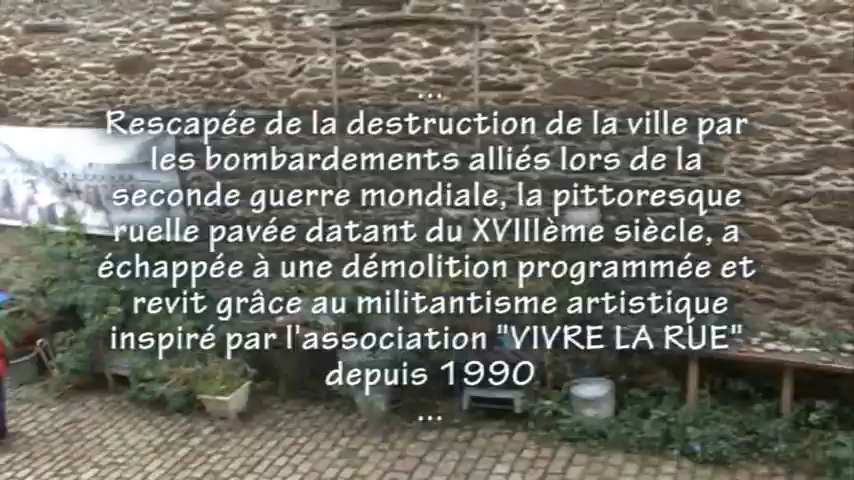 ...
Rescapée de la destruction de la ville par
les bombardements alliés lors de la
seconde guerre mondiale, la pittoresque
ruelle pavée datant du XVIIIème siècle, a
échappée à une démolition programmée et
revit grâce au militantisme artistique
inspiré par l'association "VIVRE LA RUE"
depuis 1990
...